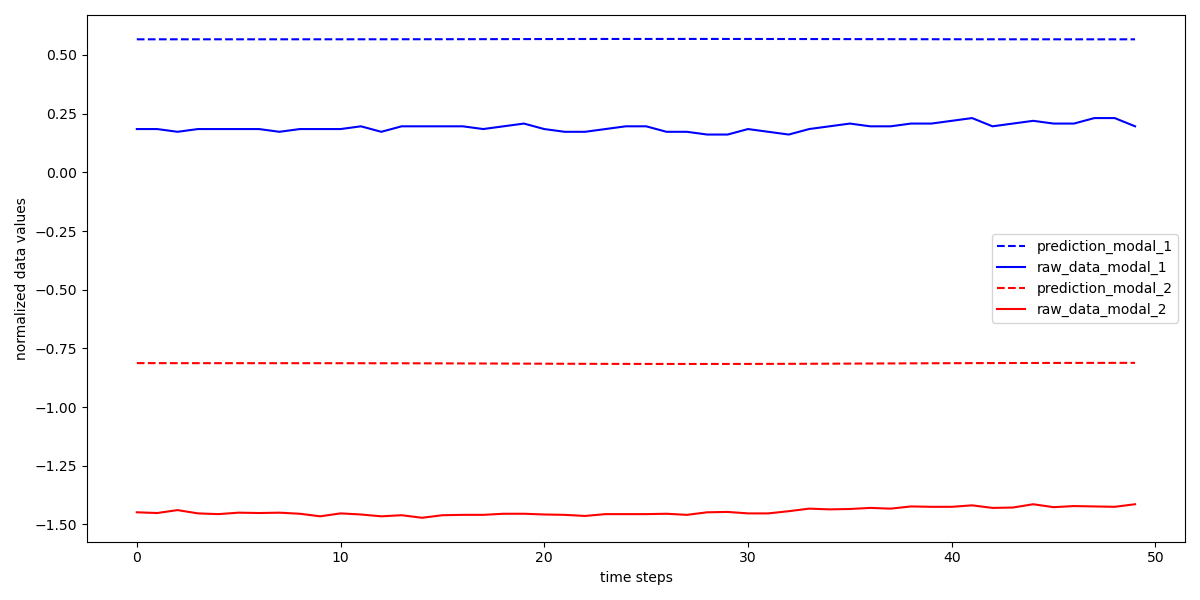 0.50
0.25
0.00
−0.25
−0.50
−0.75
−1.00
−1.25
−1.50
normalized data values
prediction_modal_1
raw_data_modal_1
prediction_modal_2
raw_data_modal_2
0 10 20 30 40 50
time steps